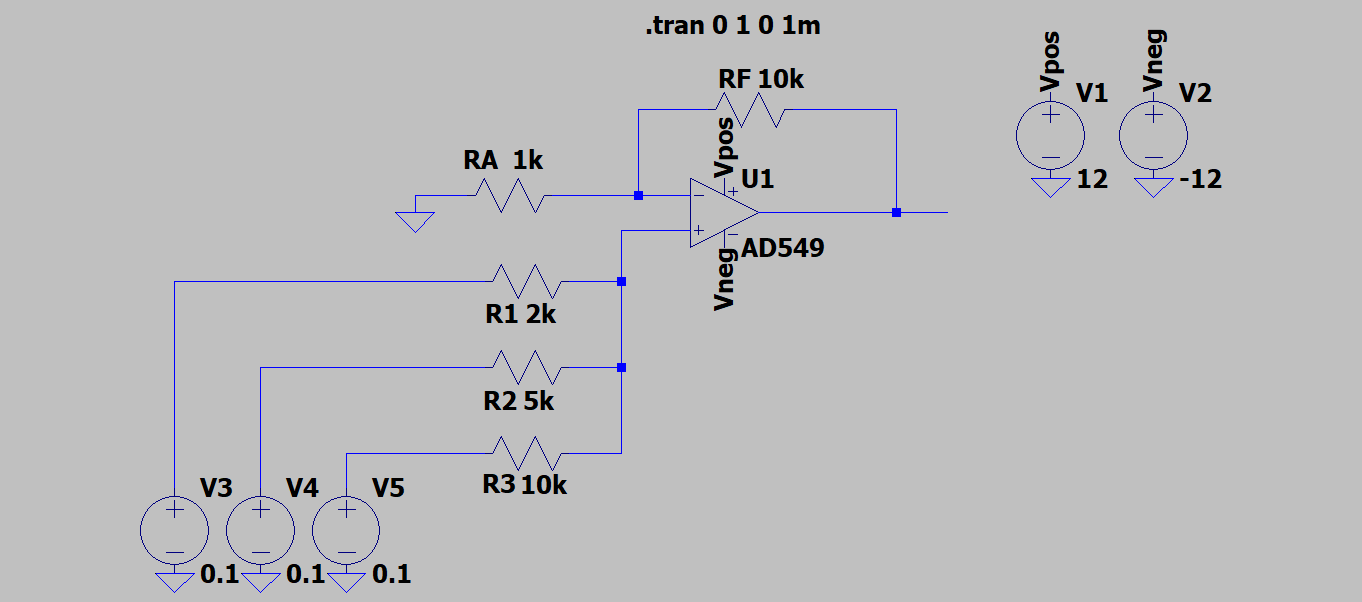 .tran 0 1 0 1m
RF 10k
Vpos
Vneg
V1
V2
12
-12
RA 1k
Vpos
U1
+
−
−
+
AD549
Vneg
R1 2k
R2 5k
R3 10k
V3
V4
V5
0.1
0.1
0.1